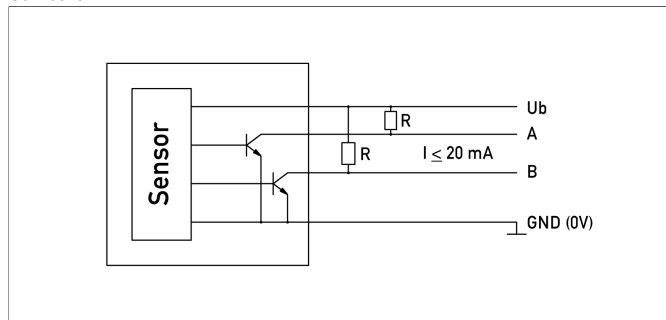 Sensor
Ub
R
A
R
I ≤ 20 mA
B
GND (0V)